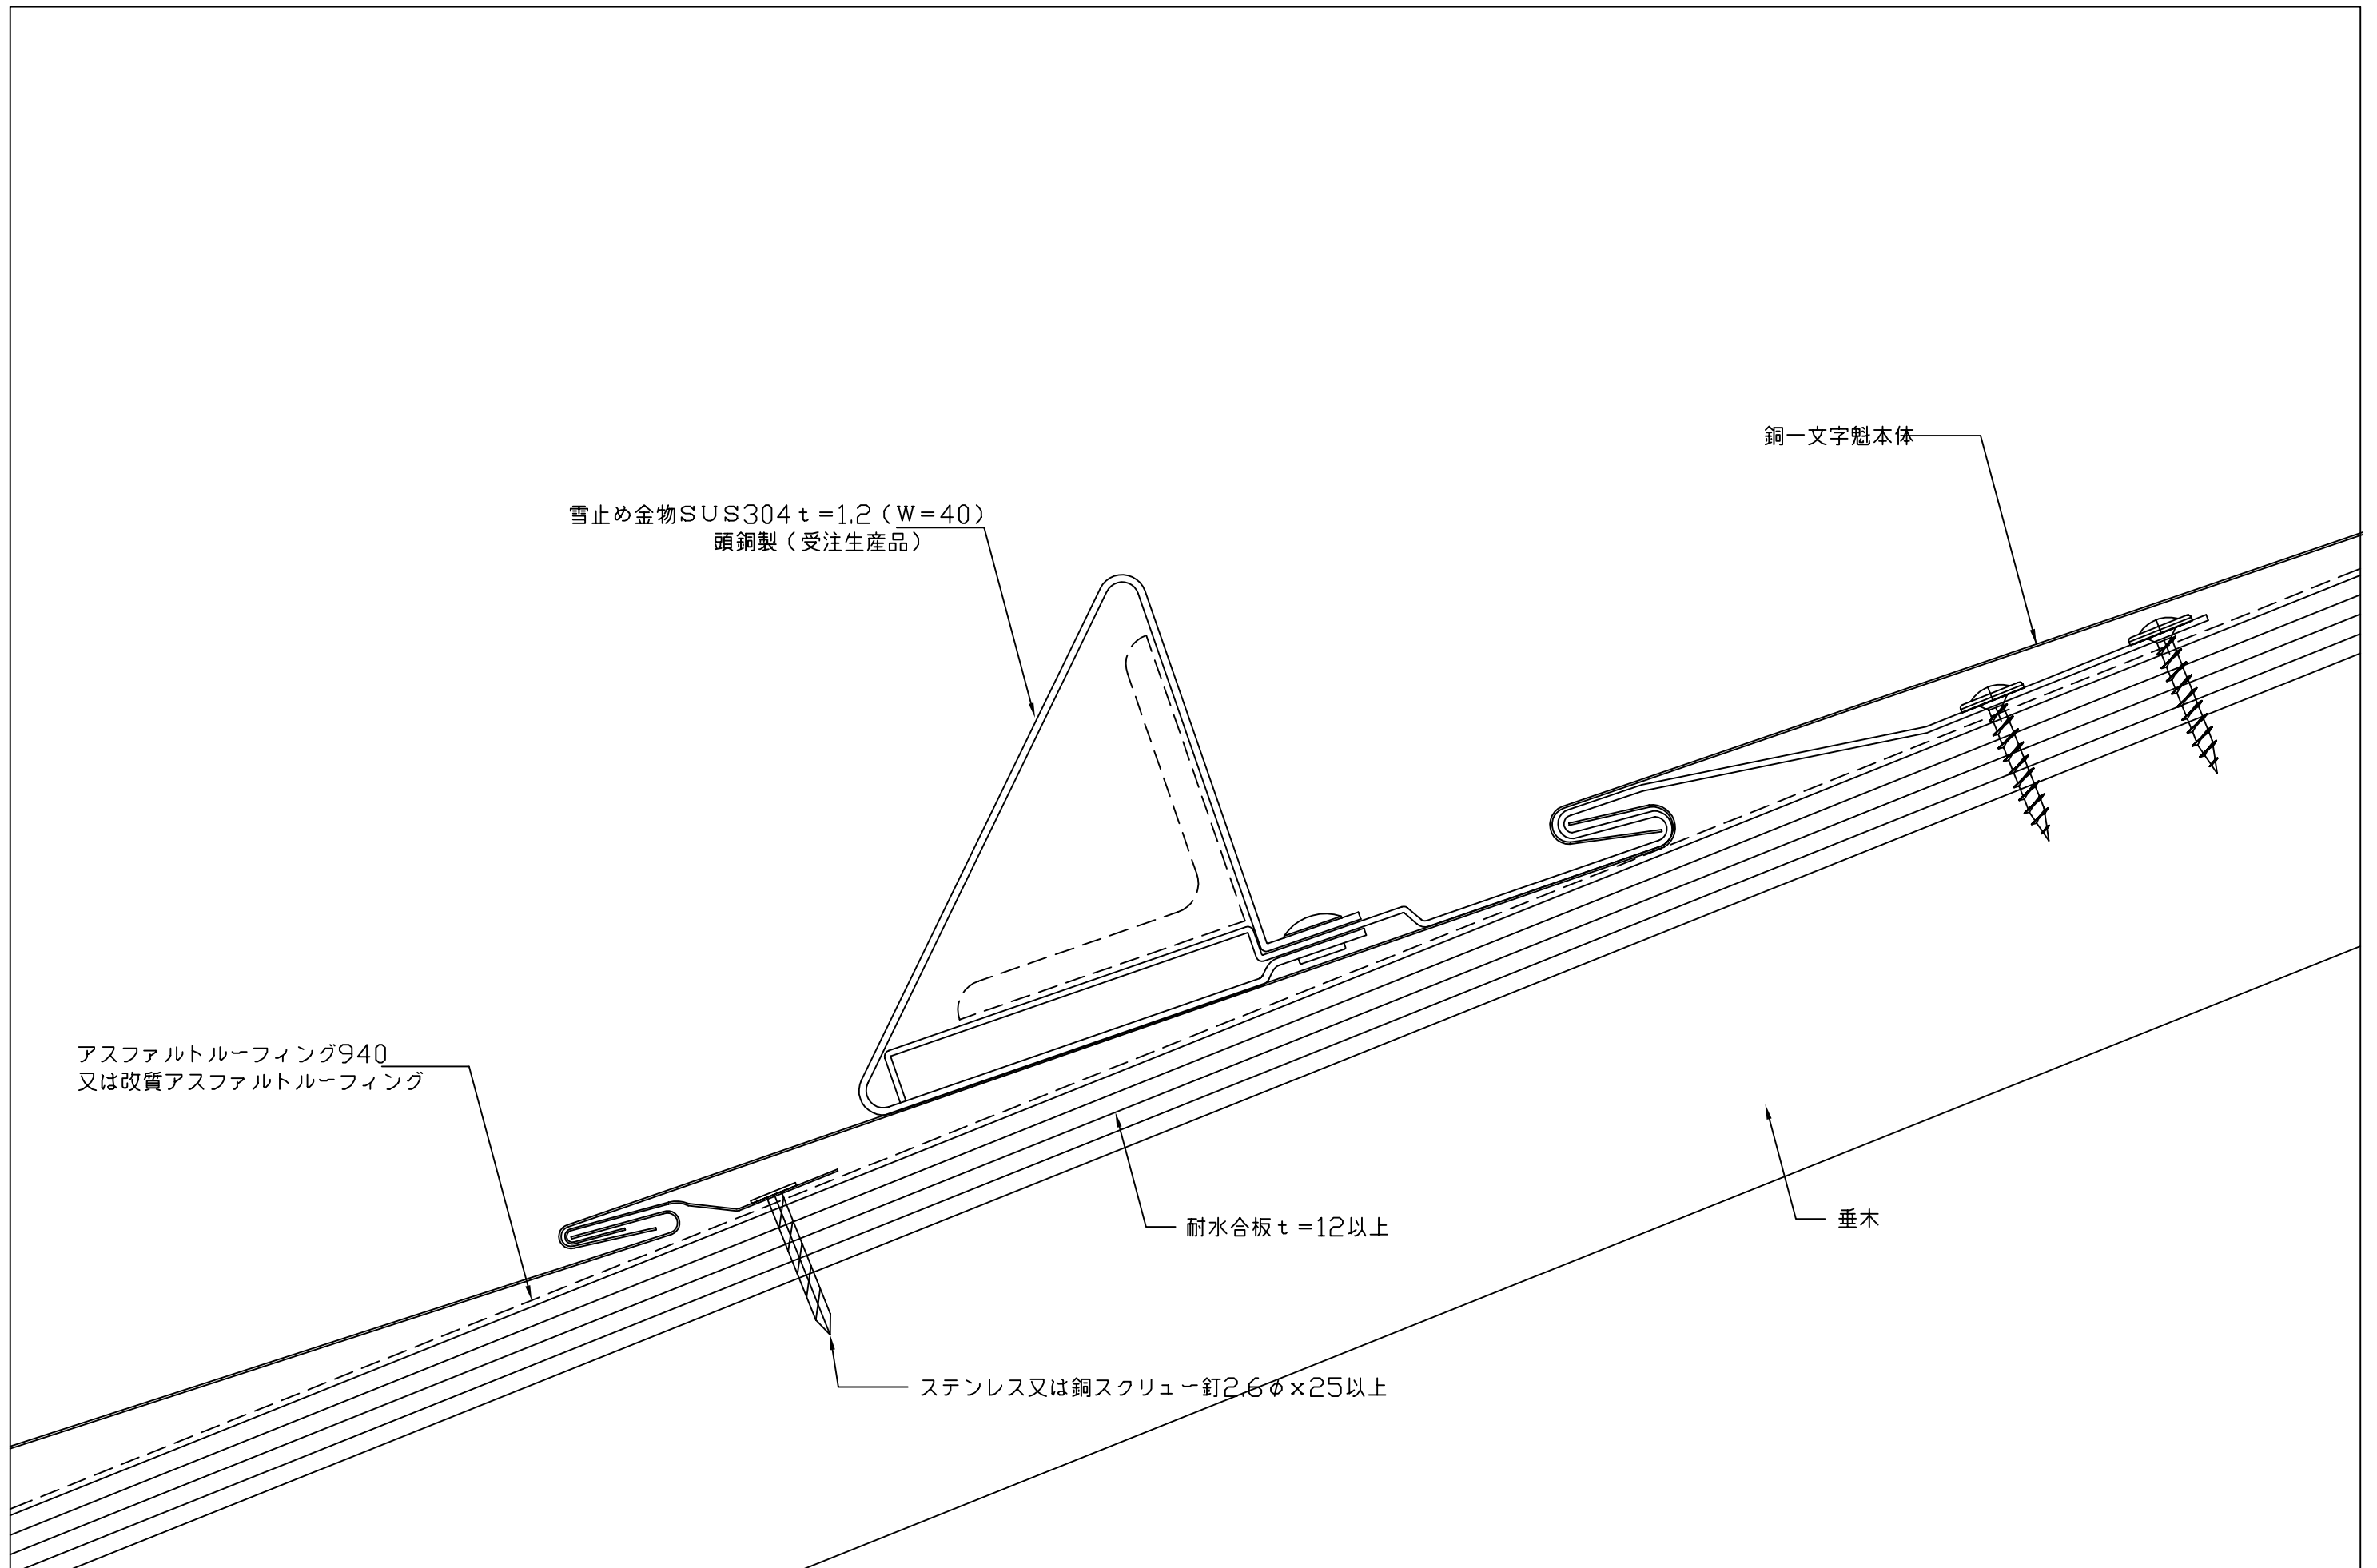 銅一文字魁本体
雪止め金物SUS304t=1.2(W=40)
頭銅製(受注生産品)
アスファルトルーフィング940
又は改質アスファルトルーフィング
耐水合板t=12以上
垂木
ステンレス又は銅スクリュー釘2.6φx25以上